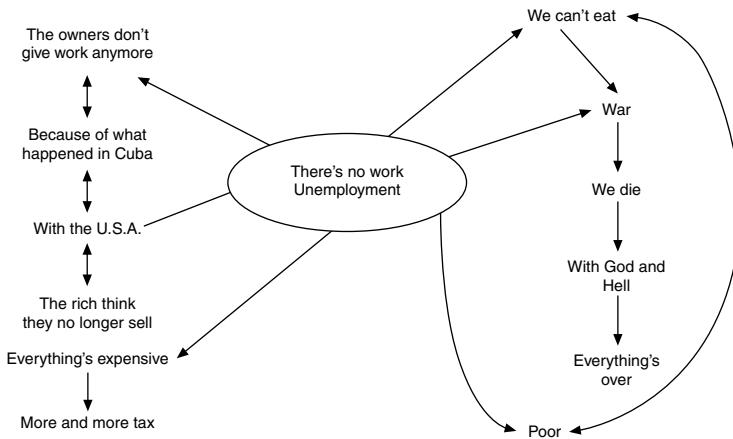 The owners don't
give work anymore
Because of what
happened in Cuba
With the U.S.A.
The rich think
they no longer sell
Everything's expensive
More and more tax
There's no work
Unemployment
We can't eat
War
We die
With God and
Hell
Everything's
over
Poor